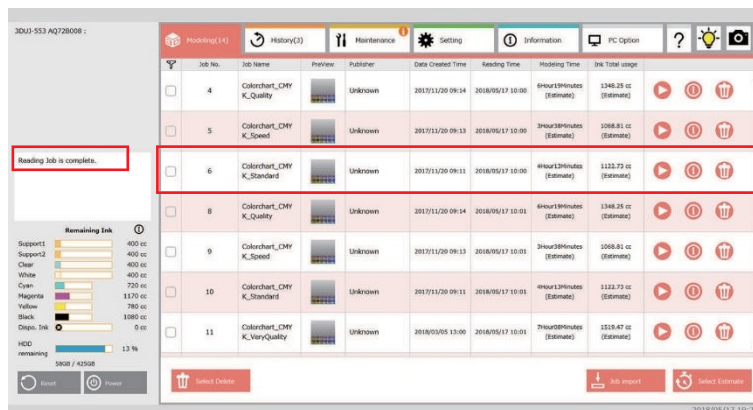 3DUJ-553 AQ72B008 ;
Modeling(14)
History(3)
Maintenance
Setting
Information
PC Option
?
Job No. Job Name PreView Publisher Data Created Time Reading Time Modeling Time Ink Total usage
4 Colorchart_CMY Unknown 2017/11/20 09:14 2018/05/17 10:00 6Hour19Minutes 1348.25 cc
K_Quality (Estimate) (Estimate)
5 Colorchart_CMY Unknown 2017/11/20 09:13 2018/05/17 10:00 3Hour38Minutes 1068.81 cc
K_Speed (Estimate) (Estimate)
Reading Job is complete.
6 Colorchart_CMY Unknown 2017/11/20 09:11 2018/05/17 10:00 4Hour13Minutes 1122.73 cc
K_Standard (Estimate) (Estimate)
8 Colorchart_CMY Unknown 2017/11/20 09:14 2018/05/17 10:01 6Hour19Minutes 1348.25 cc
K_Quality (Estimate) (Estimate)
9 Colorchart_CMY Unknown 2017/11/20 09:13 2018/05/17 10:01 3Hour38Minutes 1068.81 cc
K_Speed (Estimate) (Estimate)
10 Colorchart_CMY Unknown 2017/11/20 09:11 2018/05/17 10:01 4Hour13Minutes 1122.73 cc
K_Standard (Estimate) (Estimate)
11 Colorchart_CMY Unknown 2018/03/05 13:00 2018/05/17 10:01 7Hour08Minutes 1519.47 cc
K_VeryQuality (Estimate) (Estimate)
Remaining Ink
Support1 400 cc
Support2 400 cc
Clear 400 cc
White 400 cc
Cyan 720 cc
Magenta 1170 cc
Yellow 780 cc
Black 1080 cc
Dispo. Ink 0 cc
HDD
remaining 13 %
58GB / 425GB
Reset
Power
Select Delete
Job import
Select Estimate